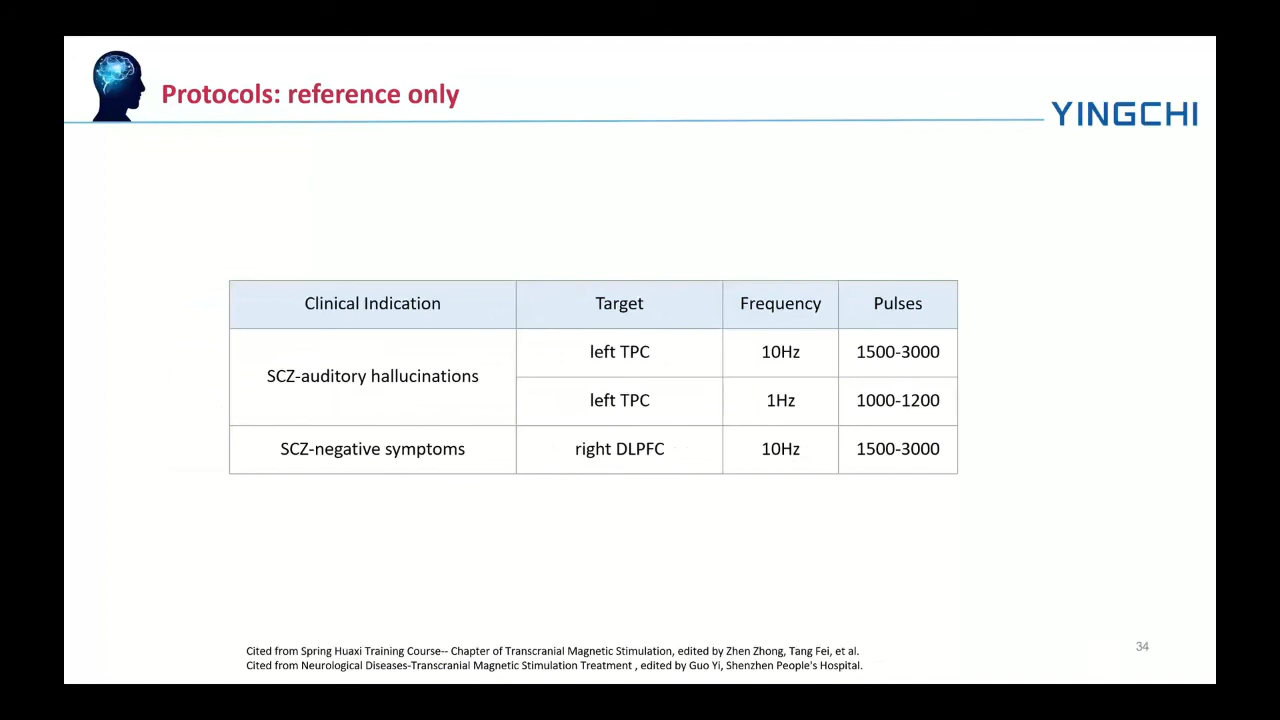 Protocols: reference only
YINGCHI
Clinical Indication Target Frequency Pulses
SCZ-auditory hallucinations left TPC 10Hz 1500-3000
left TPC 1Hz 1000-1200
SCZ-negative symptoms right DLPFC 10Hz 1500-3000
Cited from Spring Huaxi Training Course-- Chapter of Transcranial Magnetic Stimulation, edited by Zhen Zhong, Tang Fei, et al.
Cited from Neurological Diseases-Transcranial Magnetic Stimulation Treatment , edited by Guo Yi, Shenzhen People's Hospital.
34